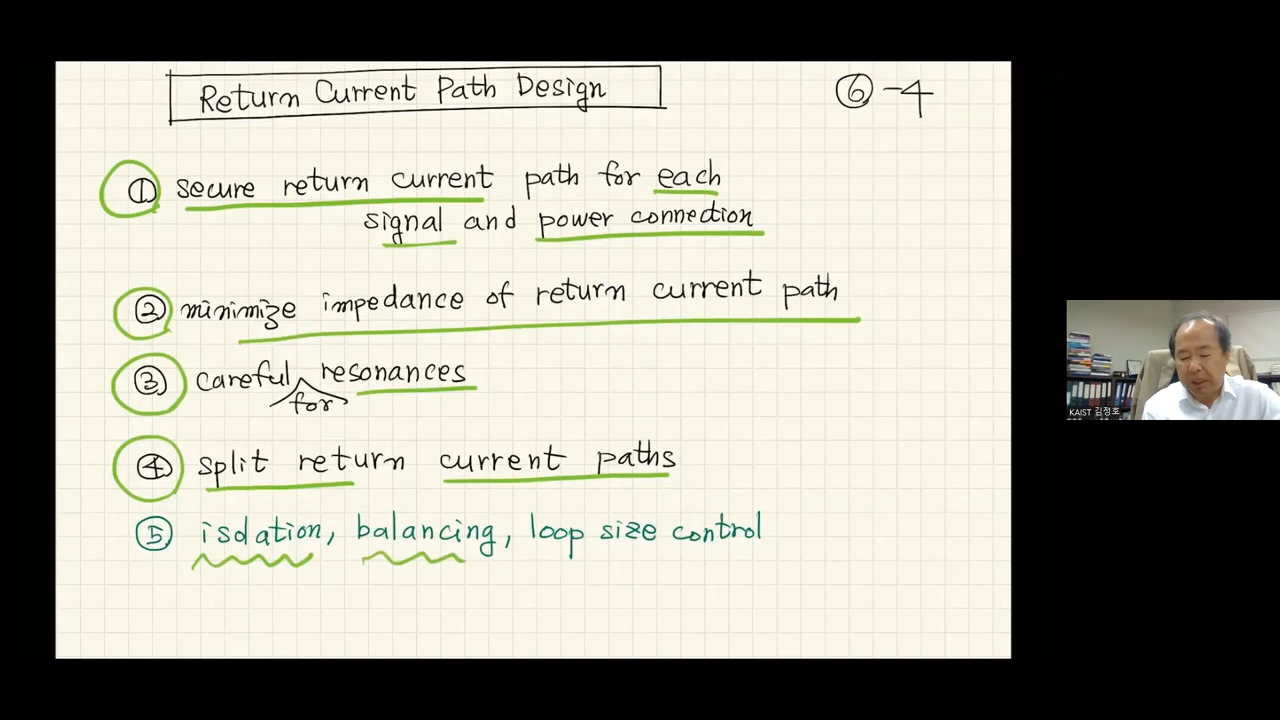 Return Current Path Design
⑥-4
① secure return current path for each
signal and power connection
② minimize impedance of return current path
③ careful for resonances
④ split return current paths
⑤ isolation, balancing, loop size control
KAIST 김정호